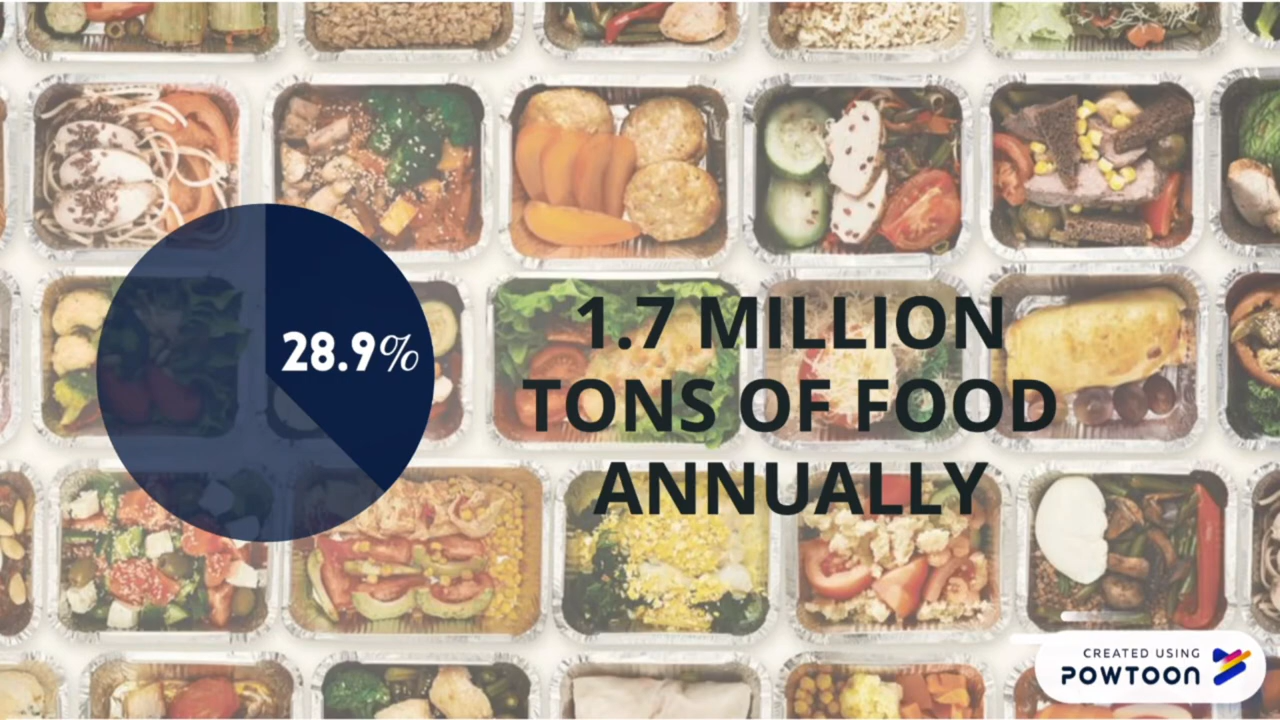 28.9%
1.7 MILLION
TONS OF FOOD
ANNUALLY
CREATED USING
POWTOON